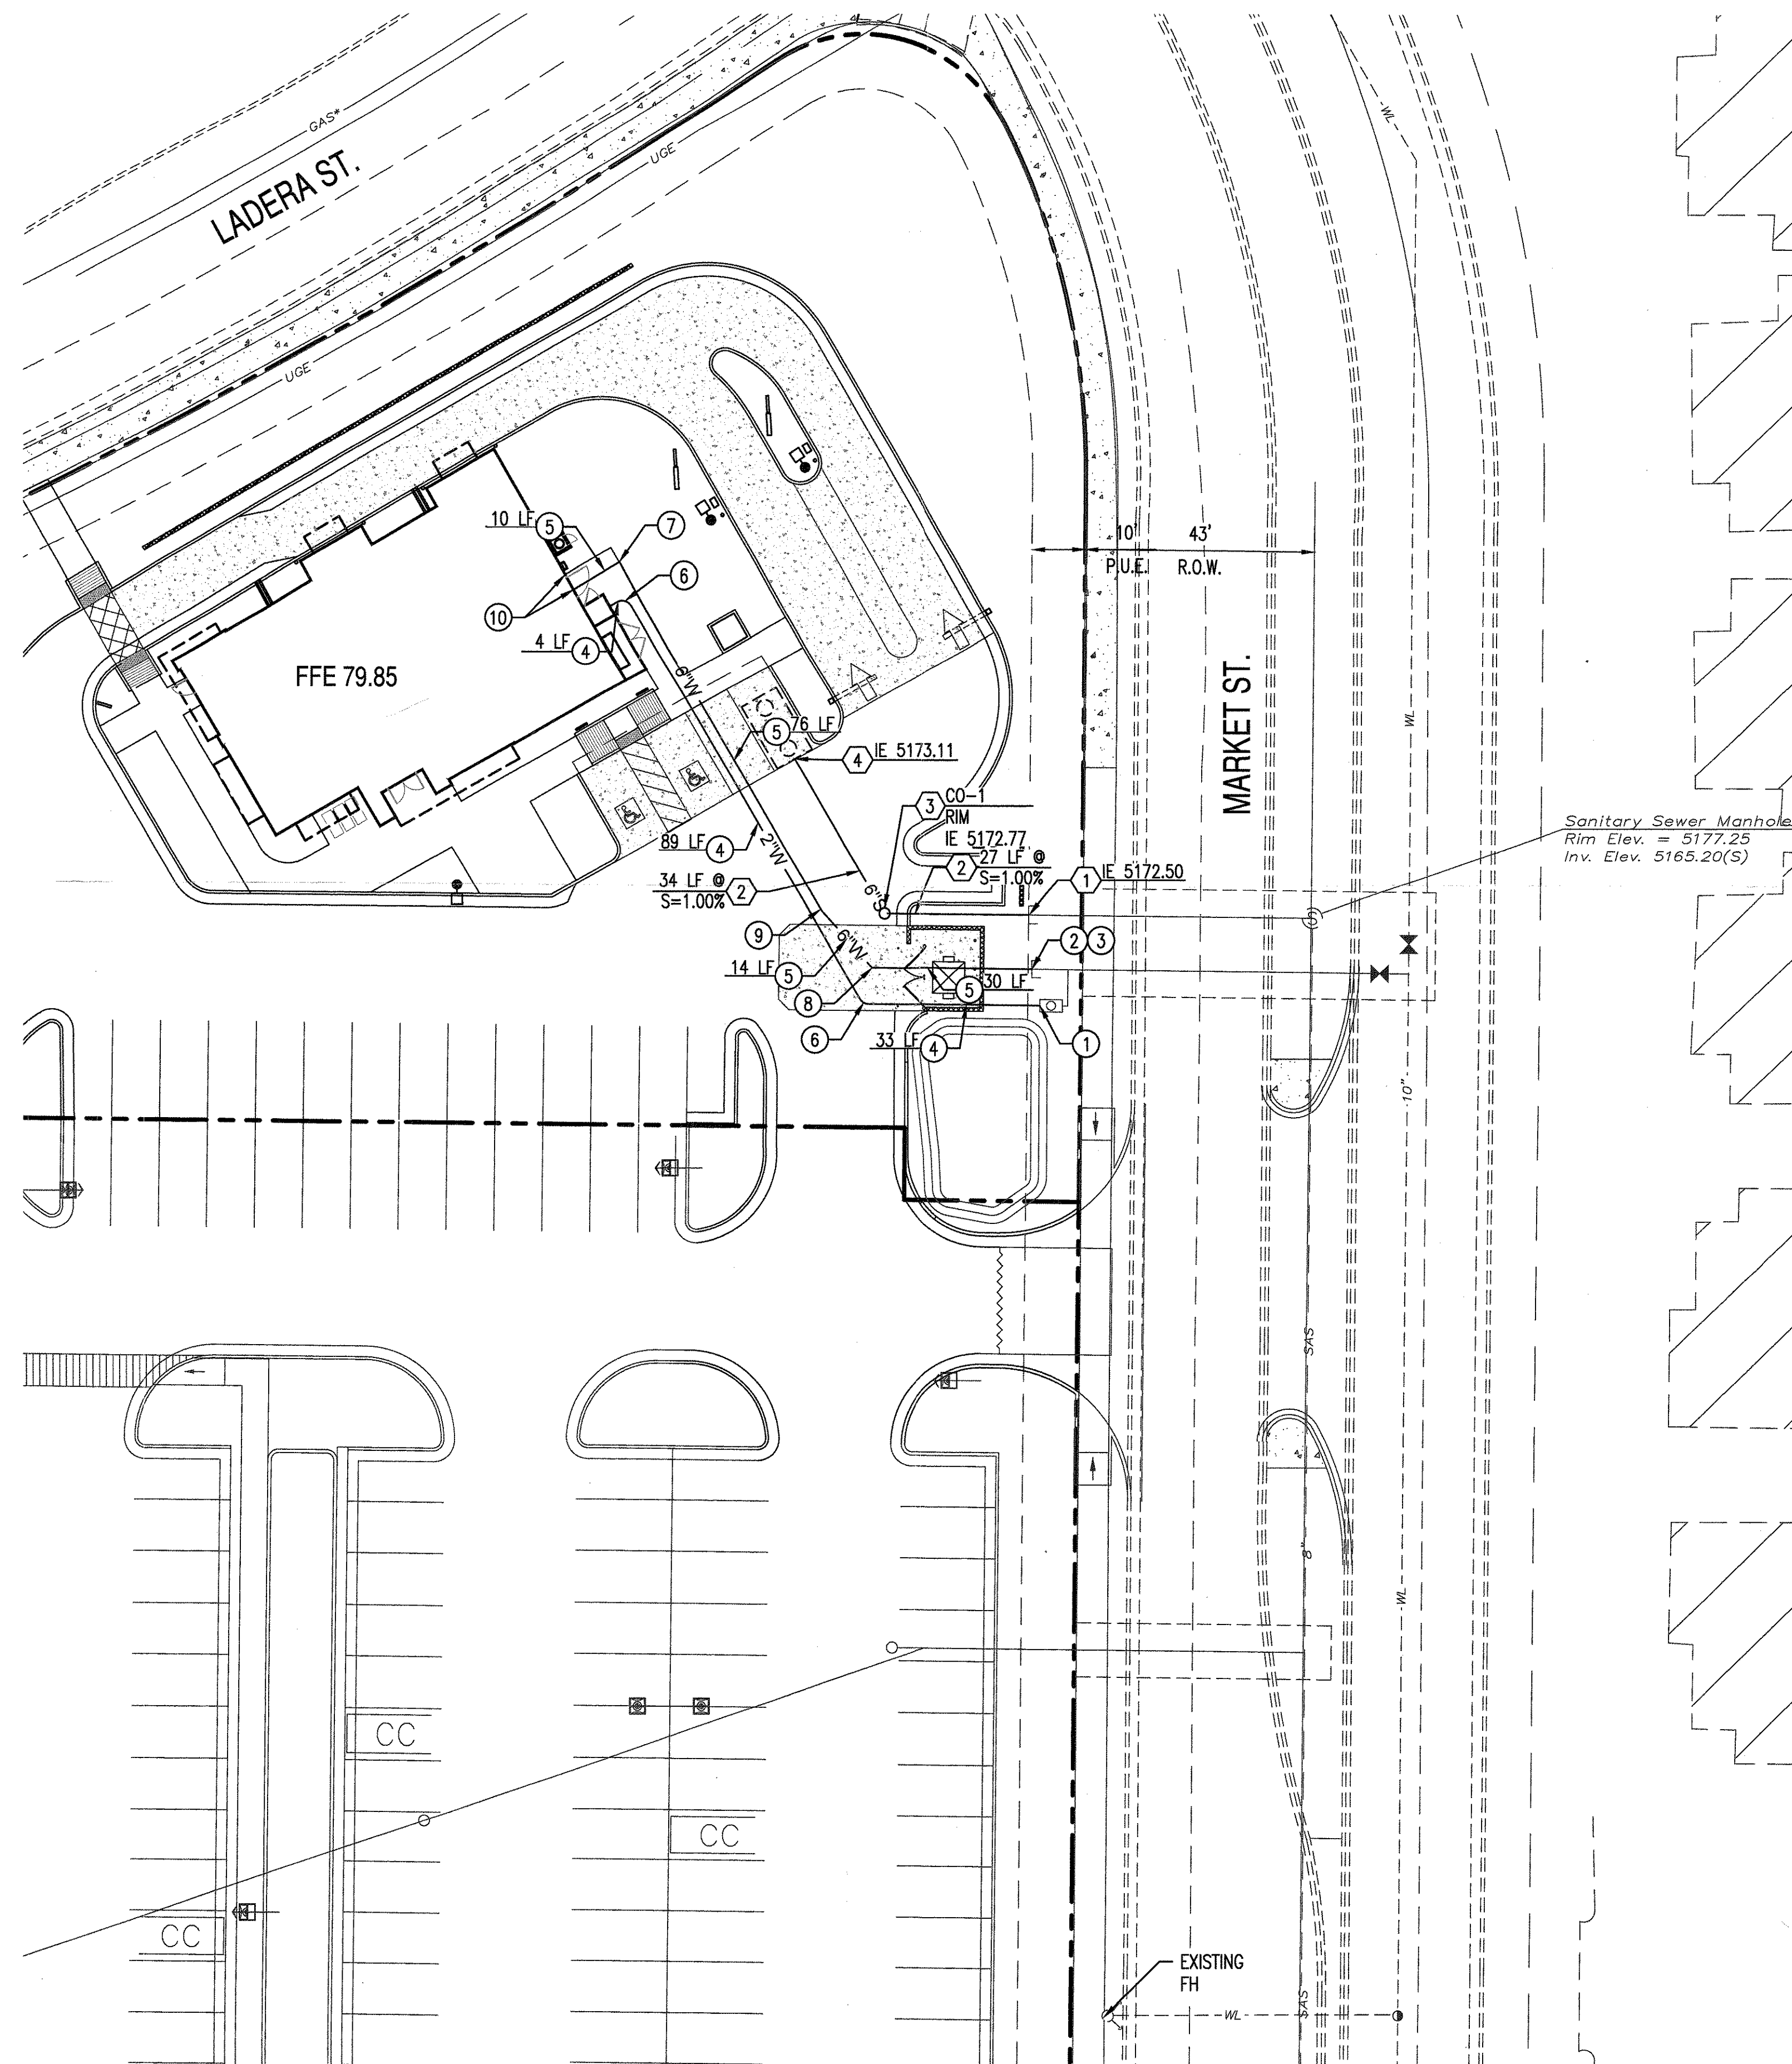 GAS*
LADERA ST.
UGE
UGE
10'
43'
P.U.E.
R.O.W.
10 LF
5
7
6
10
4 LF
4
FFE 79.85
6"W
MARKET ST.
WL
WL
5
76 LF
4
IE 5173.11
3
CO-1
RIM
IE 5172.77
89 LF
4
2"W
2
27 LF @
S=1.00%
1
IE 5172.50
34 LF @
S=1.00%
2
6"S
Sanitary Sewer Manhole
Rim Elev. = 5177.25
Inv. Elev. 5165.20(S)
(S)
9
6"W
2
3
14 LF
5
5
30 LF
8
6
33 LF
4
1
10"
SAS
8"
WL
CC
CC
CC
EXISTING
FH
WL
SAS